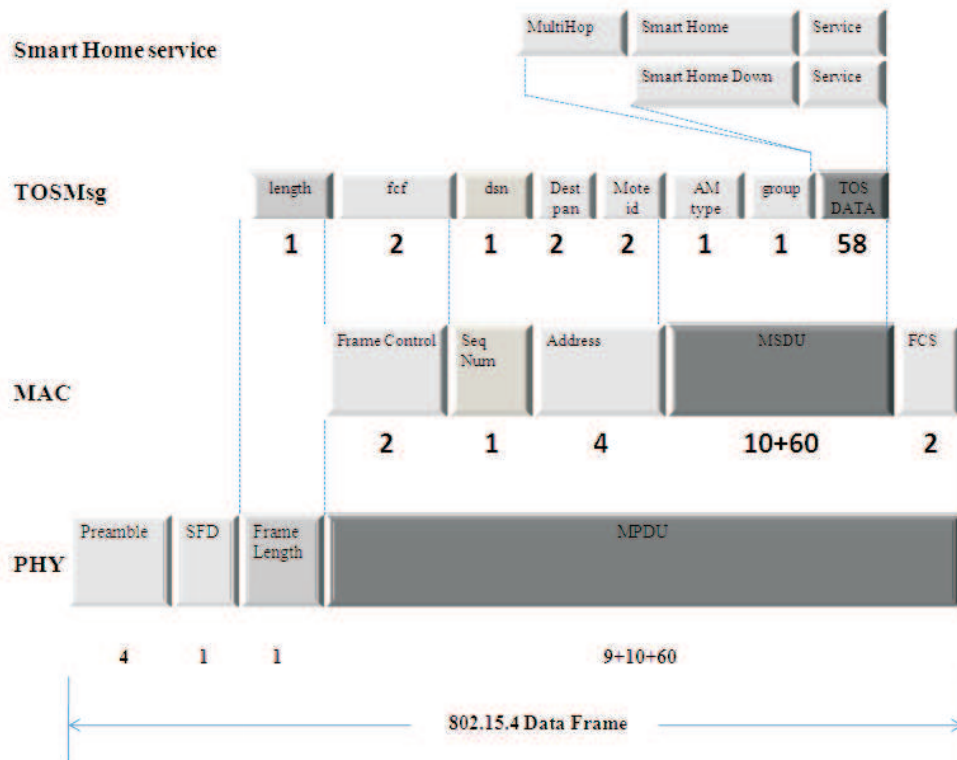 MultiHop Smart Home Service
Smart Home service
Smart Home Down Service
TOSMsg
length fcf dsn Dest pan Mote id AM type group TOS DATA
1 2 1 2 2 1 1 58
Frame Control Seq Num Address MSDU FCS
MAC
2 1 4 10+60 2
Preamble SFD Frame Length MPDU
PHY
4 1 1 9+10+60
802.15.4 Data Frame